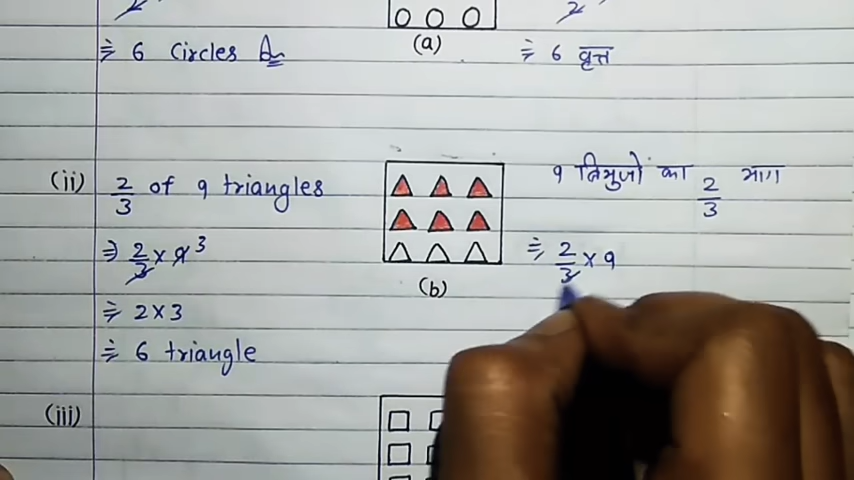 ⇒ 6 Circles Ans
(a)
⇒ 6 वृत्त
(ii) 2/3 of 9 triangles
⇒ 2/3 × 9 3
⇒ 2 × 3
⇒ 6 triangle
(b)
9 त्रिभुजों का 2/3 भाग
⇒ 2/3 × 9
(iii)